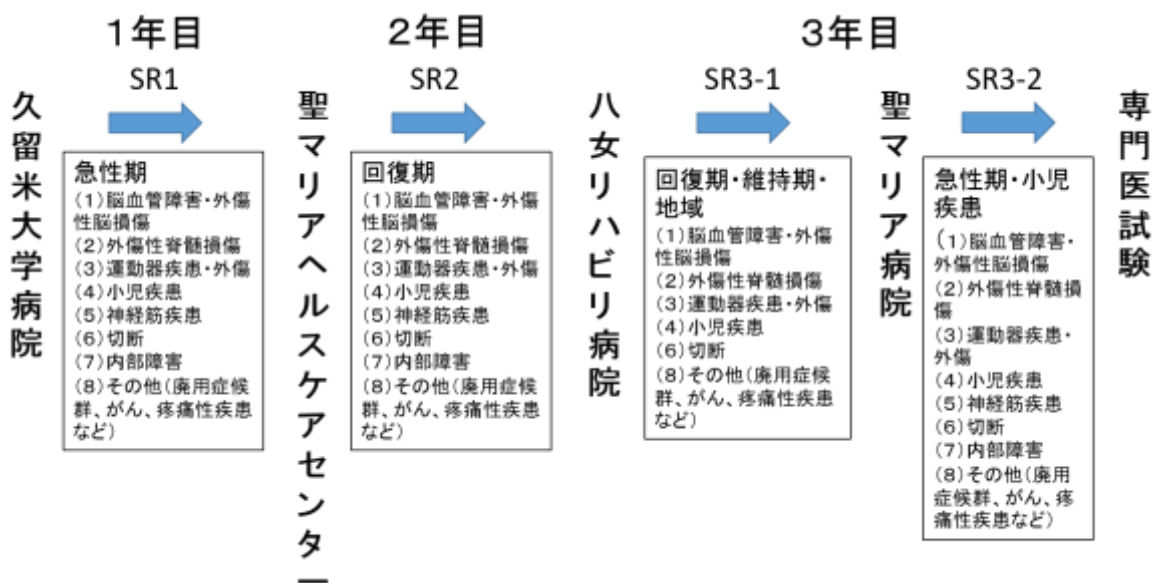 1年目
2年目
3年目
久留米大学病院
SR1
急性期
(1)脳血管障害・外傷
性脳損傷
(2)外傷性脊髄損傷
(3)運動器疾患・外傷
(4)小児疾患
(5)神経筋疾患
(6)切断
(7)内部障害
(8)その他(廃用症候
群、がん、疼痛性疾患
など)
聖マリアヘルスケアセンター
SR2
回復期
(1)脳血管障害・外傷
性脳損傷
(2)外傷性脊髄損傷
(3)運動器疾患・外傷
(4)小児疾患
(5)神経筋疾患
(6)切断
(7)内部障害
(8)その他(廃用症候
群、がん、疼痛性疾患
など)
八女リハビリ病院
SR3-1
回復期・維持期・
地域
(1)脳血管障害・外傷
性脳損傷
(2)外傷性脊髄損傷
(3)運動器疾患・外傷
(4)小児疾患
(6)切断
(8)その他(廃用症候
群、がん、疼痛性疾患
など)
聖マリア病院
SR3-2
急性期・小児
疾患
(1)脳血管障害・
外傷性脳損傷
(2)外傷性脊髄損
傷
(3)運動器疾患・
外傷
(4)小児疾患
(5)神経筋疾患
(6)切断
(7)内部障害
(8)その他(廃用
症候群、がん、疼
痛性疾患など)
専門医試験